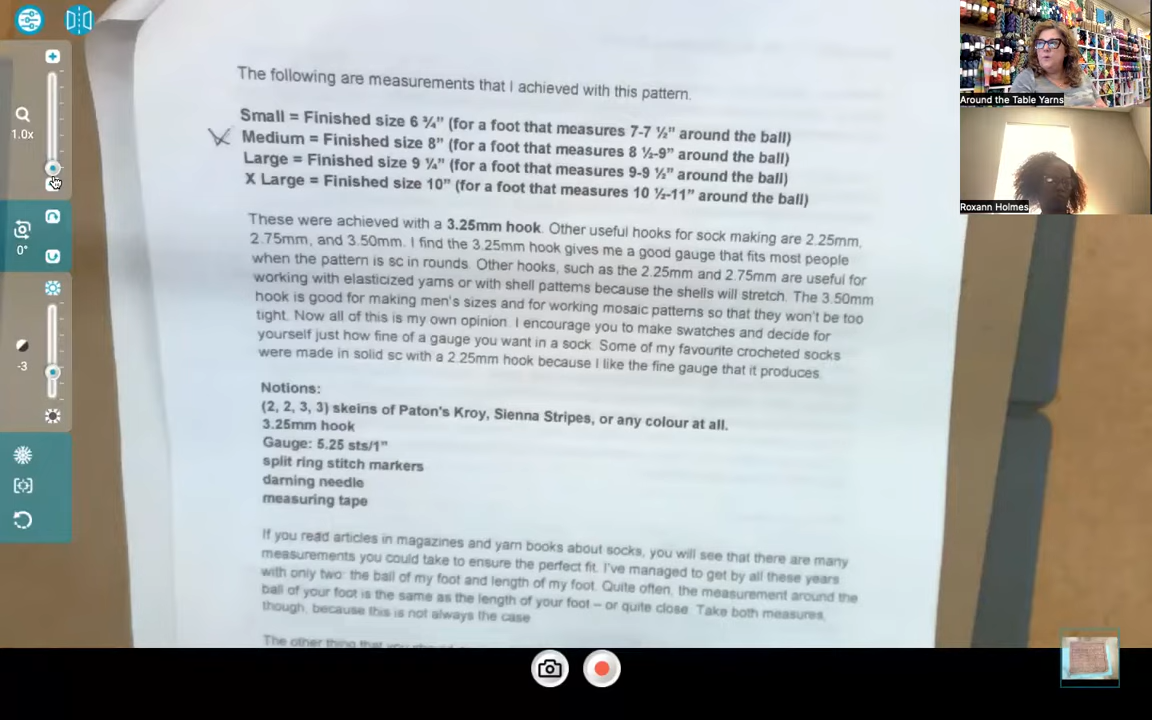 The following are measurements that I achieved with this pattern.
Small = Finished size 6 ¾” (for a foot that measures 7-7 ½” around the ball)
Medium = Finished size 8” (for a foot that measures 8 ½-9” around the ball)
Large = Finished size 9 ¼” (for a foot that measures 9-9 ½” around the ball)
X Large = Finished size 10” (for a foot that measures 10 ½-11” around the ball)
These were achieved with a 3.25mm hook. Other useful hooks for sock making are 2.25mm,
2.75mm, and 3.50mm. I find the 3.25mm hook gives me a good gauge that fits most people
when the pattern is sc in rounds. Other hooks, such as the 2.25mm and 2.75mm are useful for
working with elasticized yarns or with shell patterns because the shells will stretch. The 3.50mm
hook is good for making men's sizes and for working mosaic patterns so that they won't be too
tight. Now all of this is my own opinion. I encourage you to make swatches and decide for
yourself just how fine of a gauge you want in a sock. Some of my favourite crocheted socks
were made in solid sc with a 2.25mm hook because I like the fine gauge that it produces.
Notions:
(2, 2, 3, 3) skeins of Paton's Kroy, Sienna Stripes, or any colour at all.
3.25mm hook
Gauge: 5.25 sts/1”
split ring stitch markers
darning needle
measuring tape
If you read articles in magazines and yarn books about socks, you will see that there are many
measurements you could take to ensure the perfect fit. I've managed to get by all these years
with only two: the ball of my foot and length of my foot. Quite often, the measurement around the
ball of your foot is the same as the length of your foot – or quite close. Take both measures,
though, because this is not always the case
The other thing that you should
1.0x
0°
-3
Around the Table Yarns
Roxann Holmes